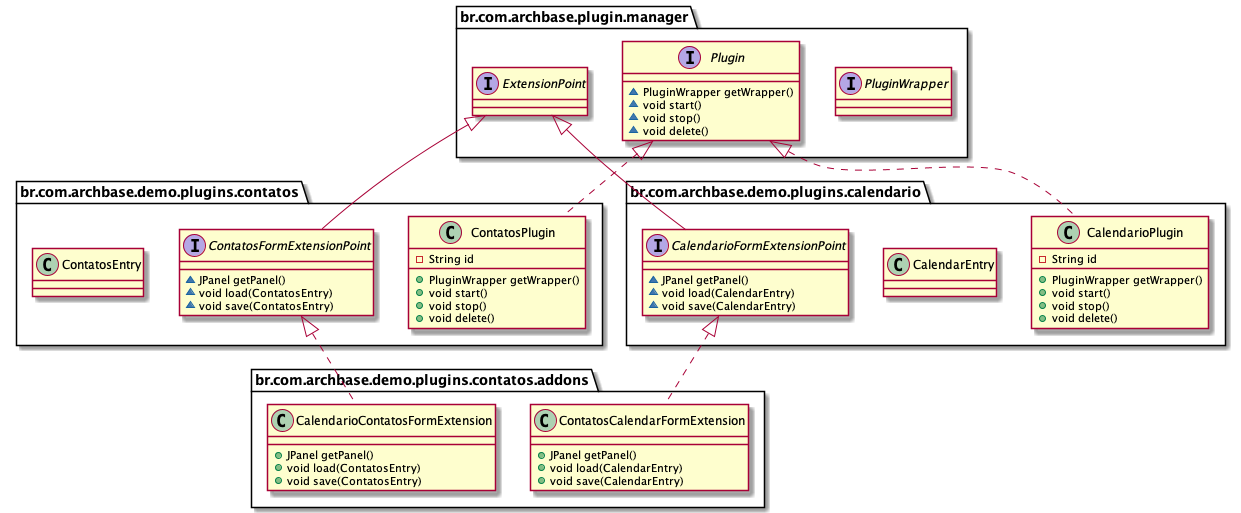 br.com.archbase.plugin.manager
I ExtensionPoint
I Plugin
PluginWrapper getWrapper()
void start()
void stop()
void delete()
I PluginWrapper
br.com.archbase.demo.plugins.contatos
C ContatosEntry
I ContatosFormExtensionPoint
JPanel getPanel()
void load(ContatosEntry)
void save(ContatosEntry)
C ContatosPlugin
String id
PluginWrapper getWrapper()
void start()
void stop()
void delete()
br.com.archbase.demo.plugins.calendario
I CalendarioFormExtensionPoint
JPanel getPanel()
void load(CalendarEntry)
void save(CalendarEntry)
C CalendarEntry
C CalendarioPlugin
String id
PluginWrapper getWrapper()
void start()
void stop()
void delete()
br.com.archbase.demo.plugins.contatos.addons
C CalendarioContatosFormExtension
JPanel getPanel()
void load(ContatosEntry)
void save(ContatosEntry)
C ContatosCalendarFormExtension
JPanel getPanel()
void load(CalendarEntry)
void save(CalendarEntry)